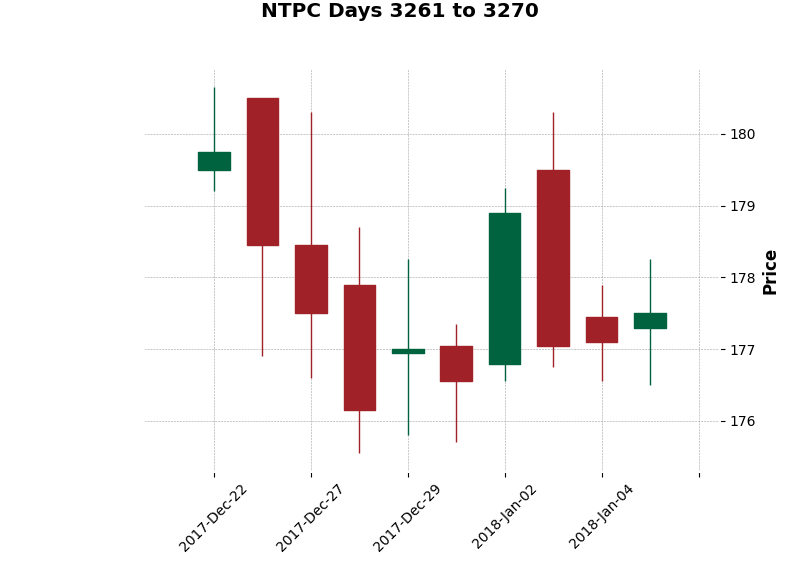 NTPC Days 3261 to 3270
180
179
178
177
176
Price
2017-Dec-22
2017-Dec-27
2017-Dec-29
2018-Jan-02
2018-Jan-04